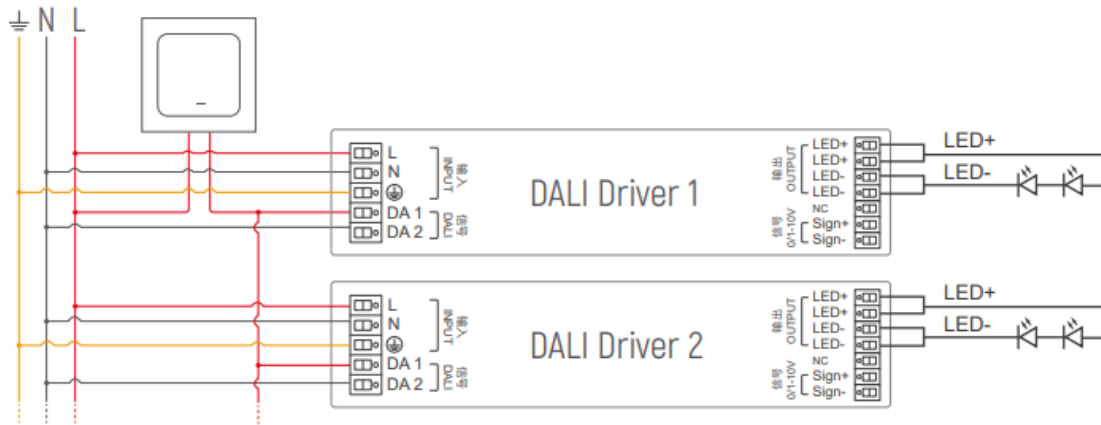 N L
L
N
DA 1
DA 2
输入
INPUT
信号
DALI
DALI Driver 1
输出
OUTPUT
信号
0/1-10V
LED+
LED+
LED-
LED-
NC
Sign+
Sign-
LED+
LED-
L
N
DA 1
DA 2
输入
INPUT
信号
DALI
DALI Driver 2
输出
OUTPUT
信号
0/1-10V
LED+
LED+
LED-
LED-
NC
Sign+
Sign-
LED+
LED-